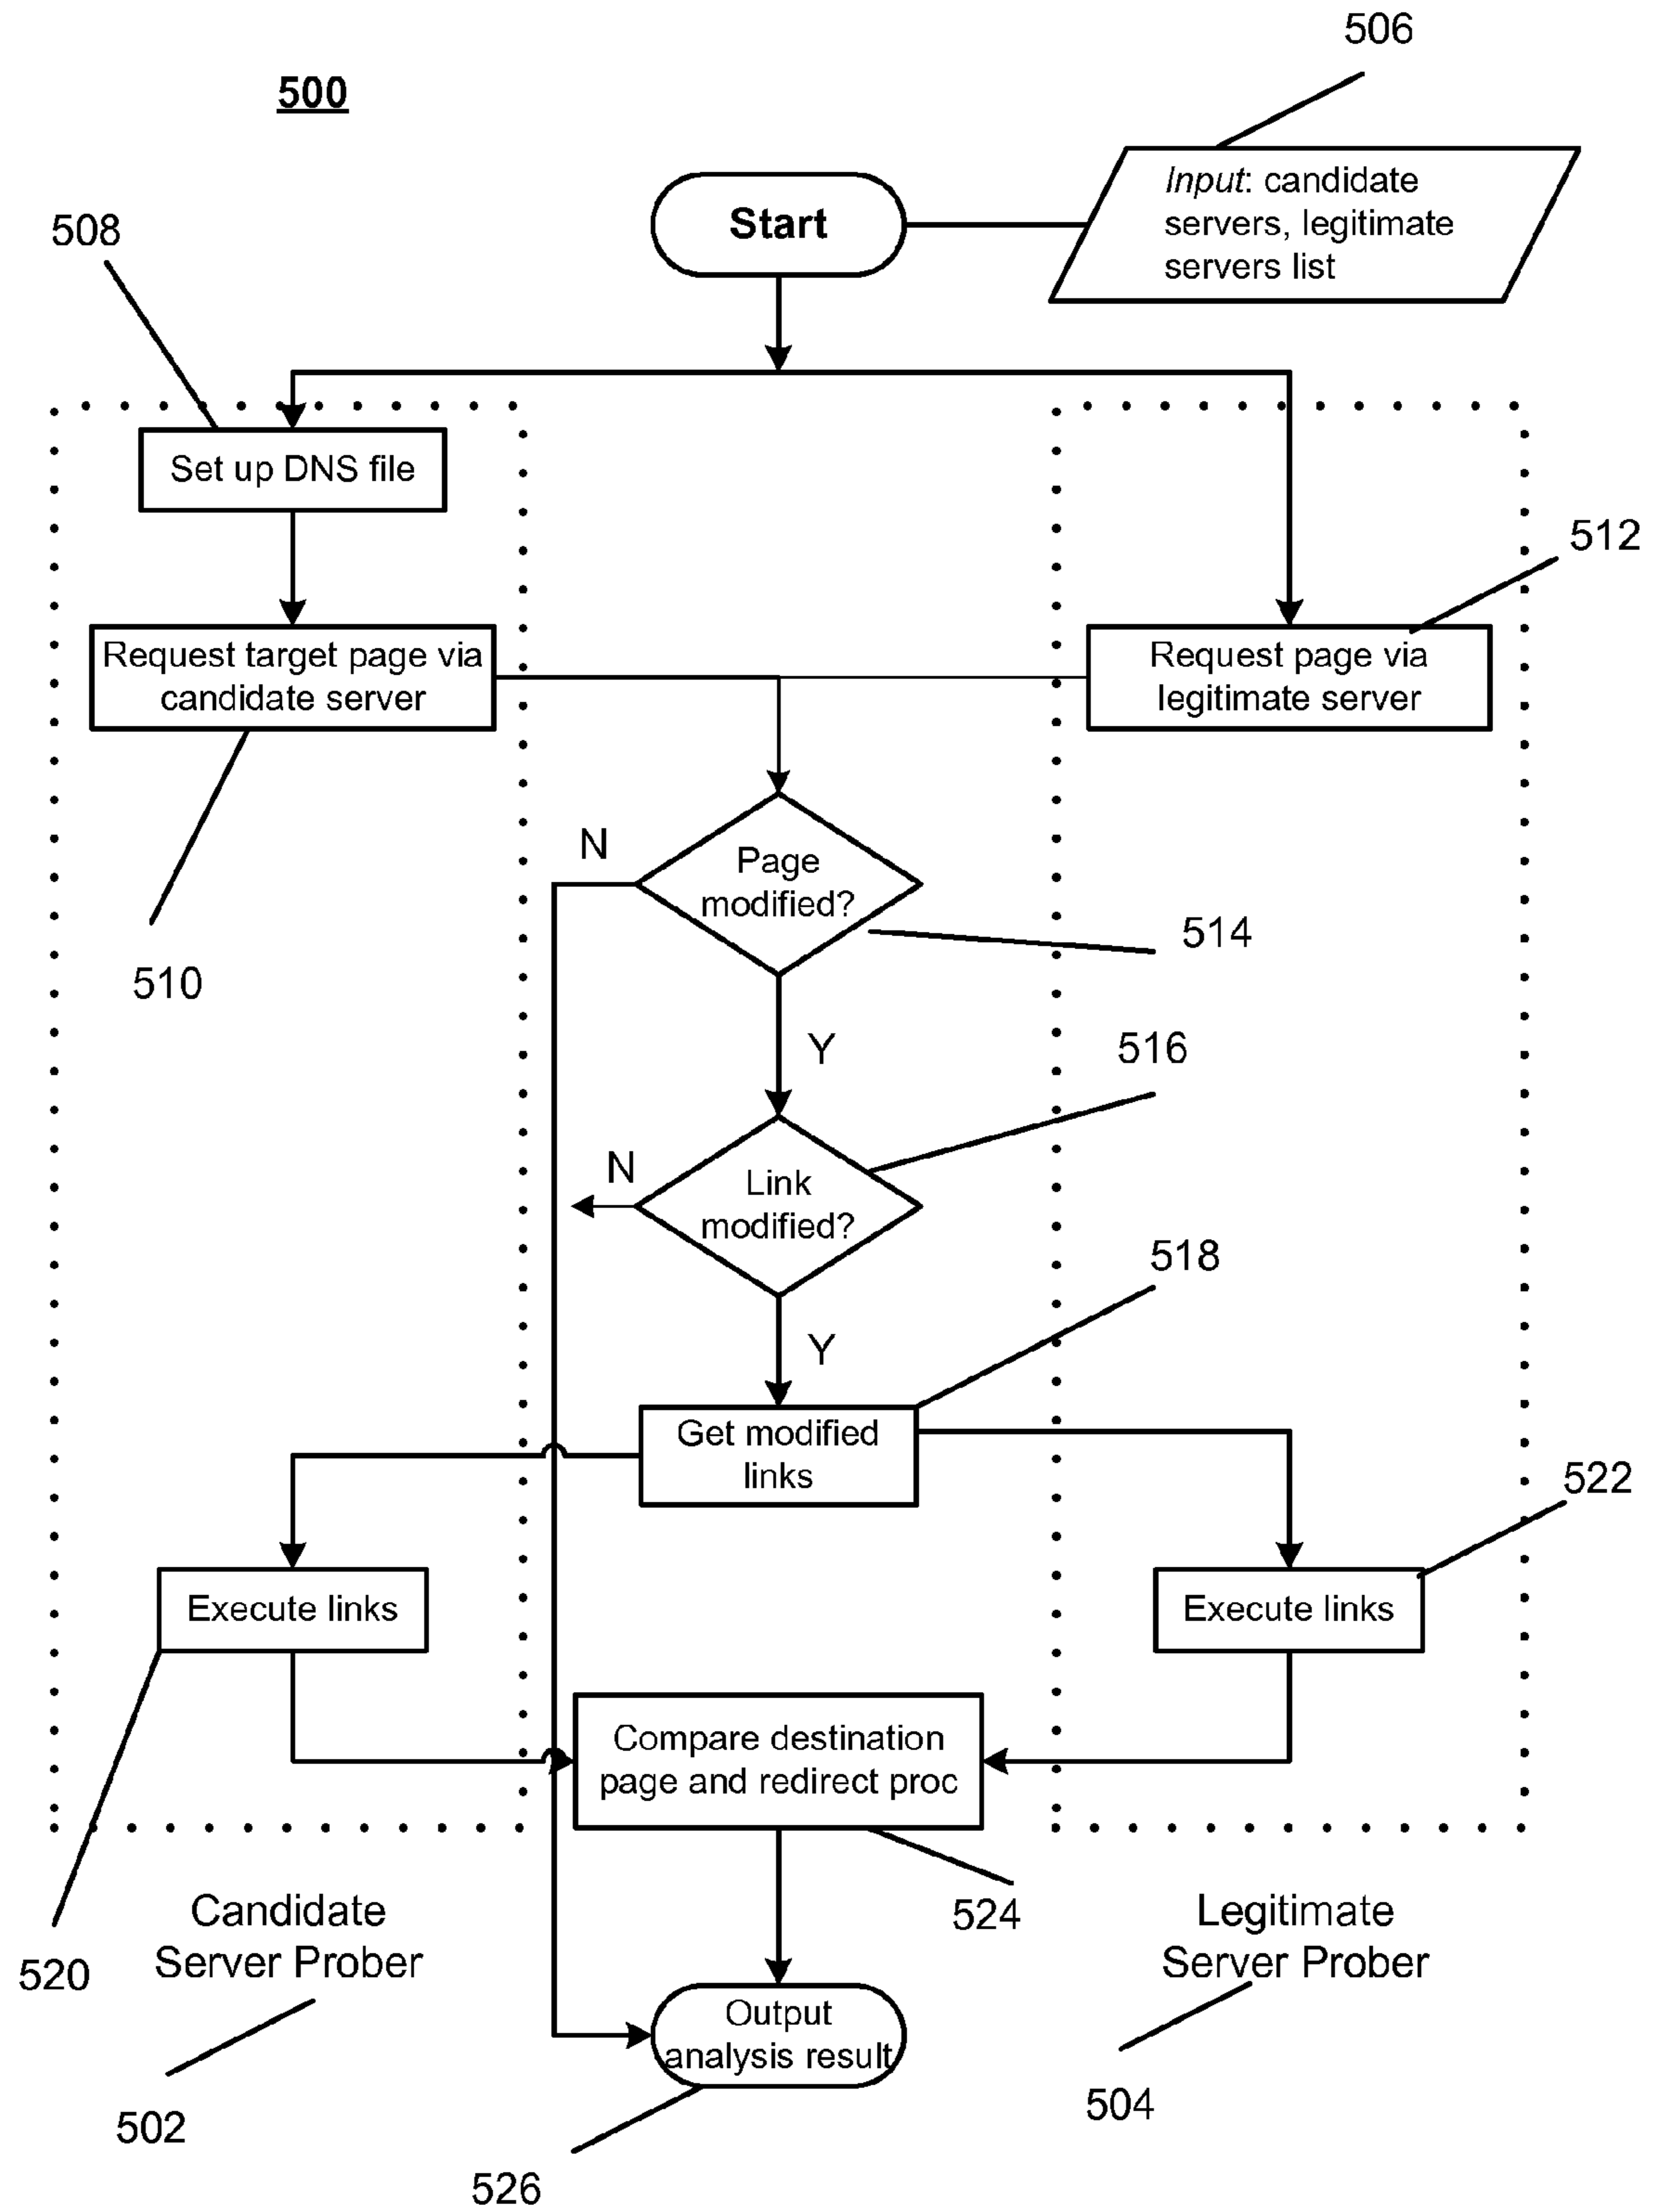 506
500
Input: candidate
servers, legitimate
servers list
Start
508
Set up DNS file
512
Request target page via
candidate server
Request page via
legitimate server
N
Page
modified?
514
510
Y
516
N
Link
modified?
518
Y
Get modified
links
522
Execute links
Execute links
Compare destination
page and redirect proc
524
Candidate
Server Prober
Legitimate
Server Prober
520
Output
analysis result
502
504
526